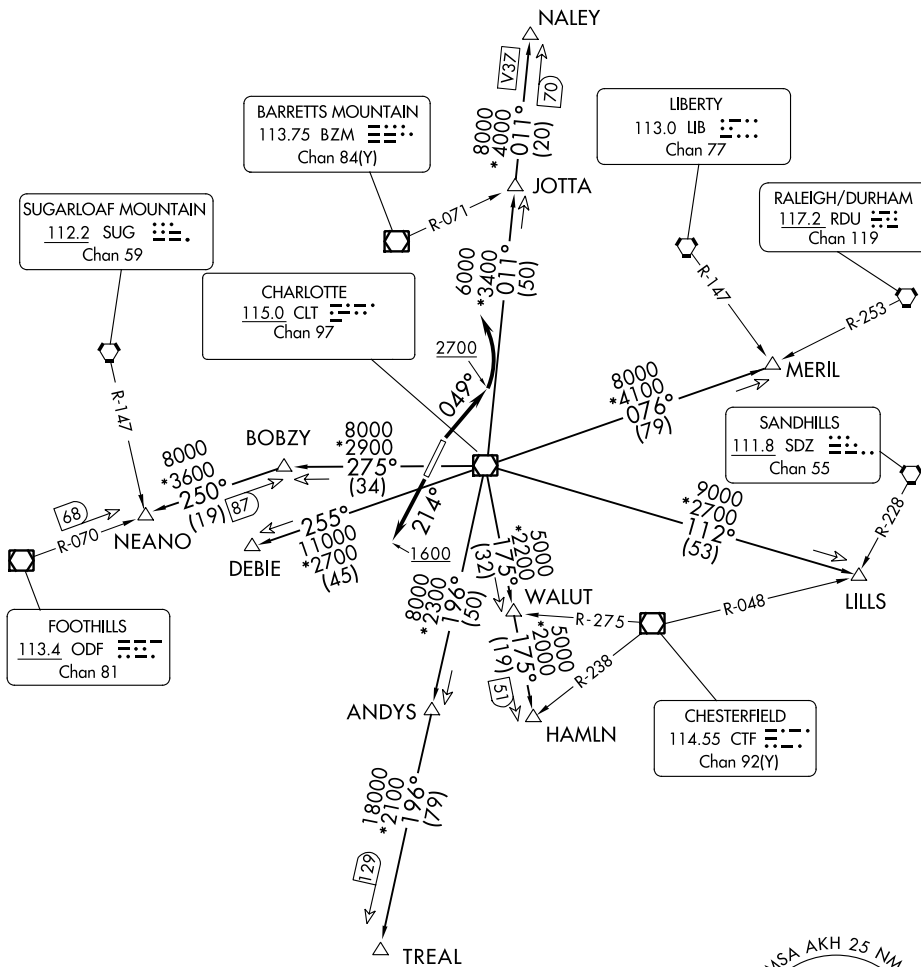 NALEY
V37
70
8000
*4000
011°
(20)
BARRETTS MOUNTAIN
113.75 BZM
Chan 84(Y)
LIBERTY
113.0 LIB
Chan 77
JOTTA
R-071
SUGARLOAF MOUNTAIN
112.2 SUG
Chan 59
RALEIGH/DURHAM
117.2 RDU
Chan 119
6000
*3400
011°
(50)
R-147
R-253
CHARLOTTE
115.0 CLT
Chan 97
2700
MERIL
R-147
049°
8000
*4100
076°
(79)
SANDHILLS
111.8 SDZ
Chan 55
BOBZY
8000
*2900
275°
(34)
8000
*3600
250°
(19)
87
68
R-070
NEANO
214°
1600
255°
11000
*2700
(45)
DEBIE
9000
*2700
112°
(53)
R-228
LILLS
5000
*2200
175°
(32)
WALUT
R-275
R-048
8000
*2300
196°
(50)
5000
*2000
175°
(19)
51
R-238
FOOTHILLS
113.4 ODF
Chan 81
ANDYS
HAMLN
CHESTERFIELD
114.55 CTF
Chan 92(Y)
18000
*2100
196°
(79)
129
TREAL
MSA AKH 25 NM